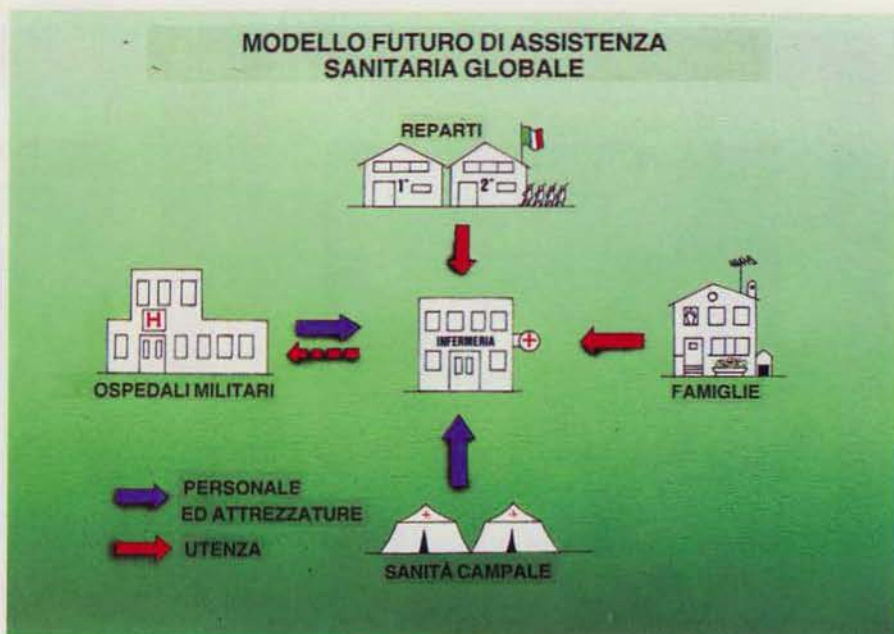 MODELLO FUTURO DI ASSISTENZA
SANITARIA GLOBALE
REPARTI
1°
2°
H
OSPEDALI MILITARI
INFERMERIA
FAMIGLIE
PERSONALE
ED ATTREZZATURE
UTENZA
SANITÀ CAMPALE